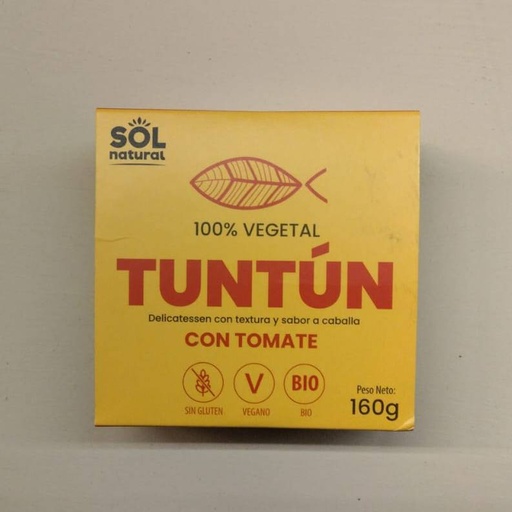 SOL
natural
100% VEGETAL
TUNTÚN
Delicatessen con textura y sabor a caballa
CON TOMATE
V
BIO
SIN GLUTEN
VEGANO
BIO
Peso Neto:
160g